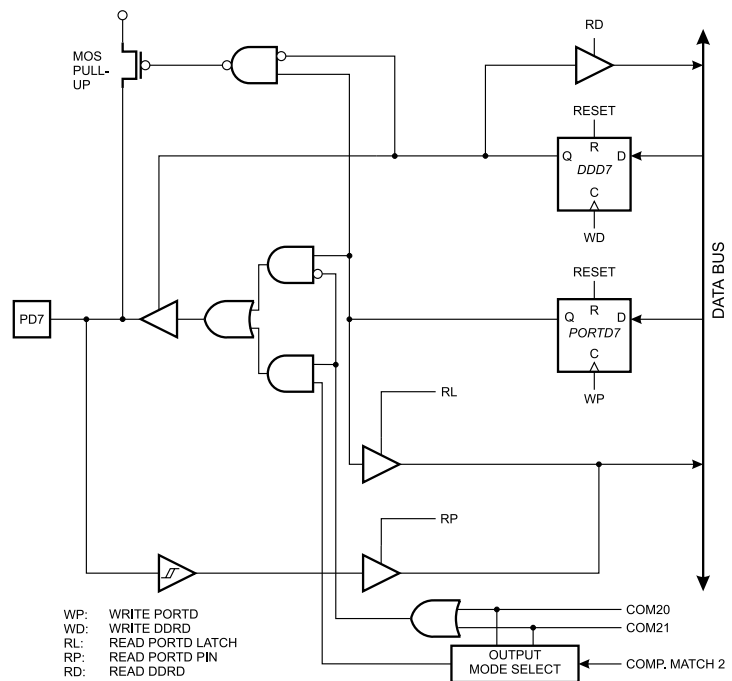 RD
MOS
PULL-
UP
RESET
R
Q
D
DDD7
C
WD
RESET
R
Q
D
PORTD7
C
WP
PD7
DATA BUS
RL
RP
WP: WRITE PORTD
WD: WRITE DDRD
RL: READ PORTD LATCH
RP: READ PORTD PIN
RD: READ DDRD
COM20
COM21
OUTPUT
MODE SELECT
COMP. MATCH 2